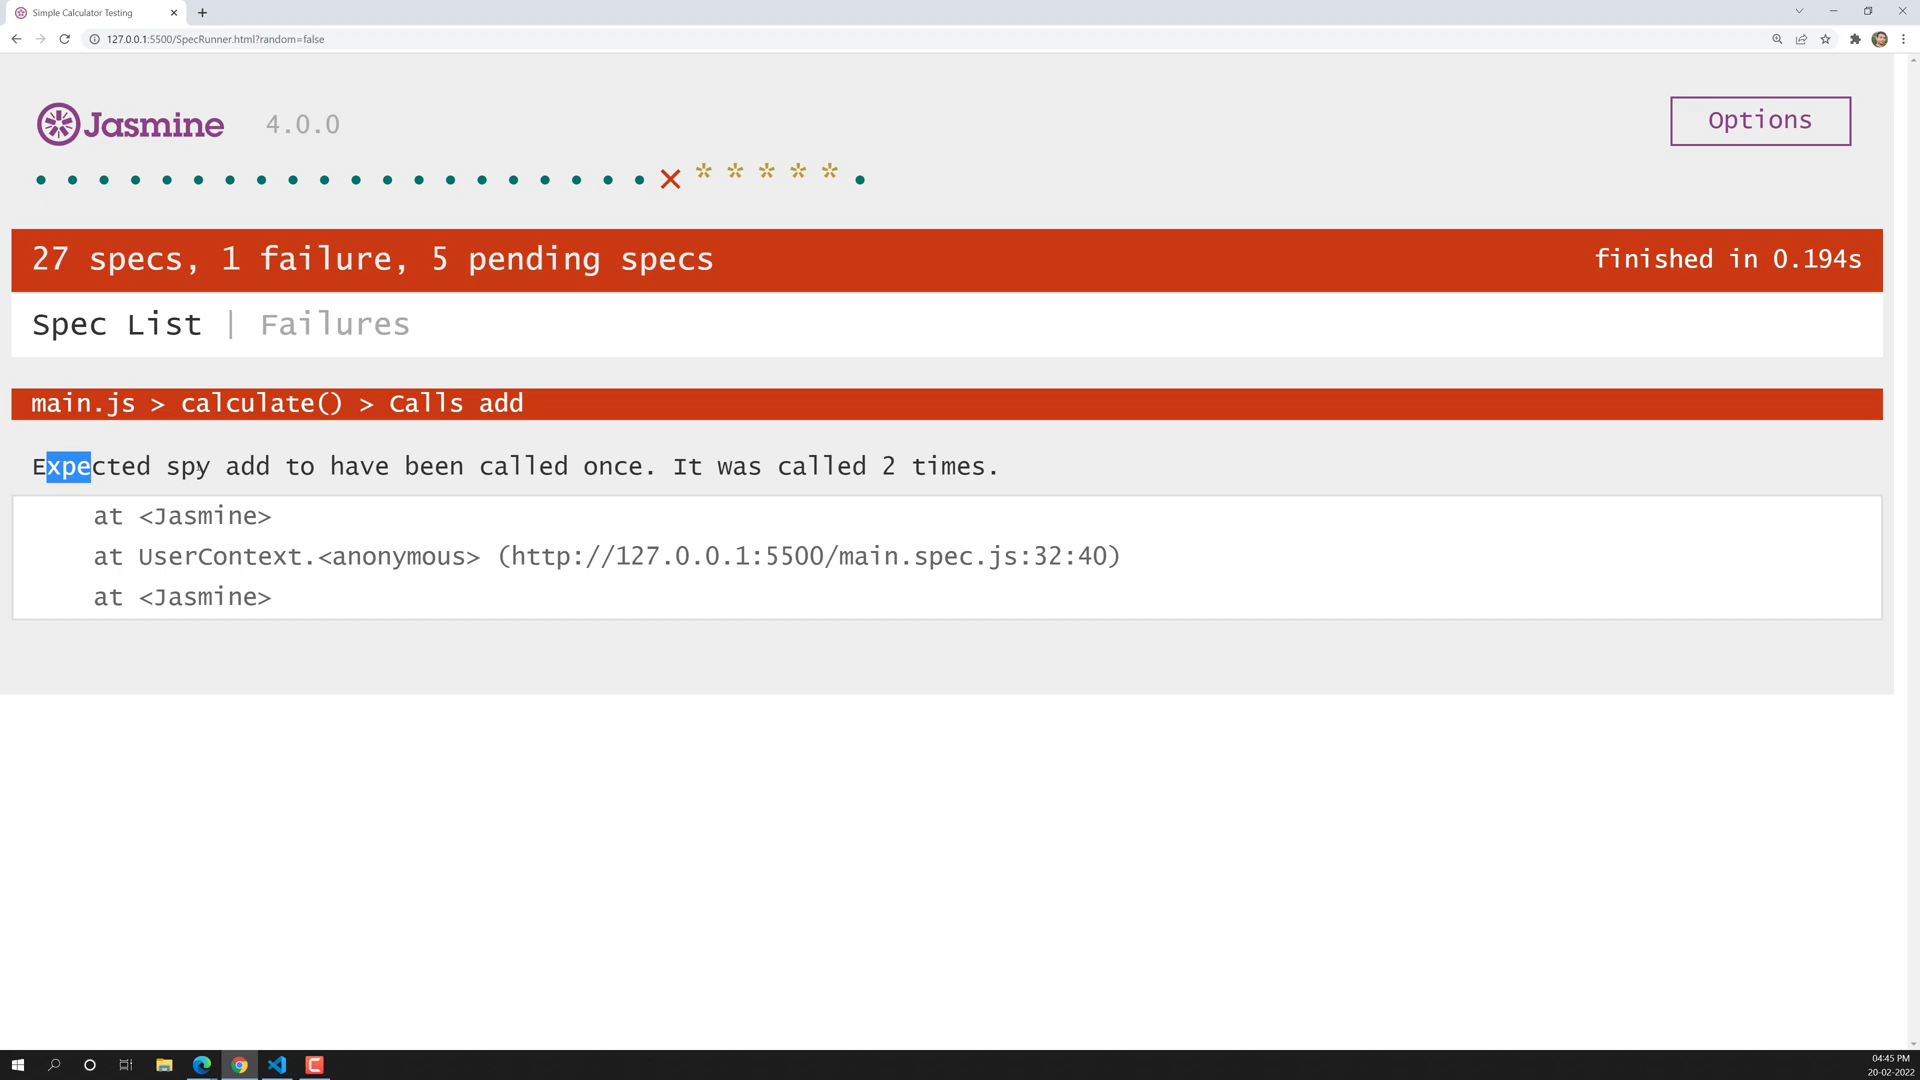 Simple Calculator Testing
127.0.0.1:5500/SpecRunner.html?random=false
Jasmine 4.0.0
Options
• • • • • • • • • • • • • • • • • • • • × * * * * * •
27 specs, 1 failure, 5 pending specs
finished in 0.194s
Spec List | Failures
main.js > calculate() > Calls add
Expected spy add to have been called once. It was called 2 times.
at <Jasmine>
at UserContext.<anonymous> (http://127.0.0.1:5500/main.spec.js:32:40)
at <Jasmine>
04:45 PM
20-02-2022